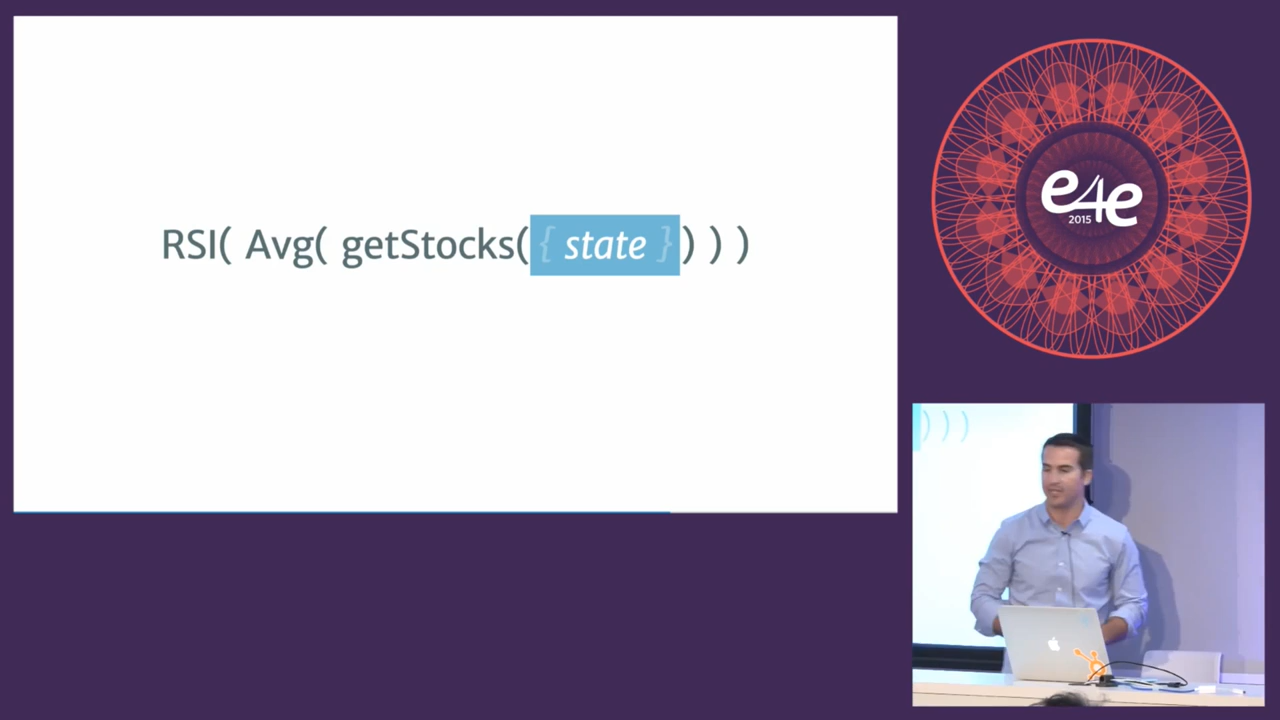 RSI( Avg( getStocks({ state }) ) )
e4e
2015
) ) )